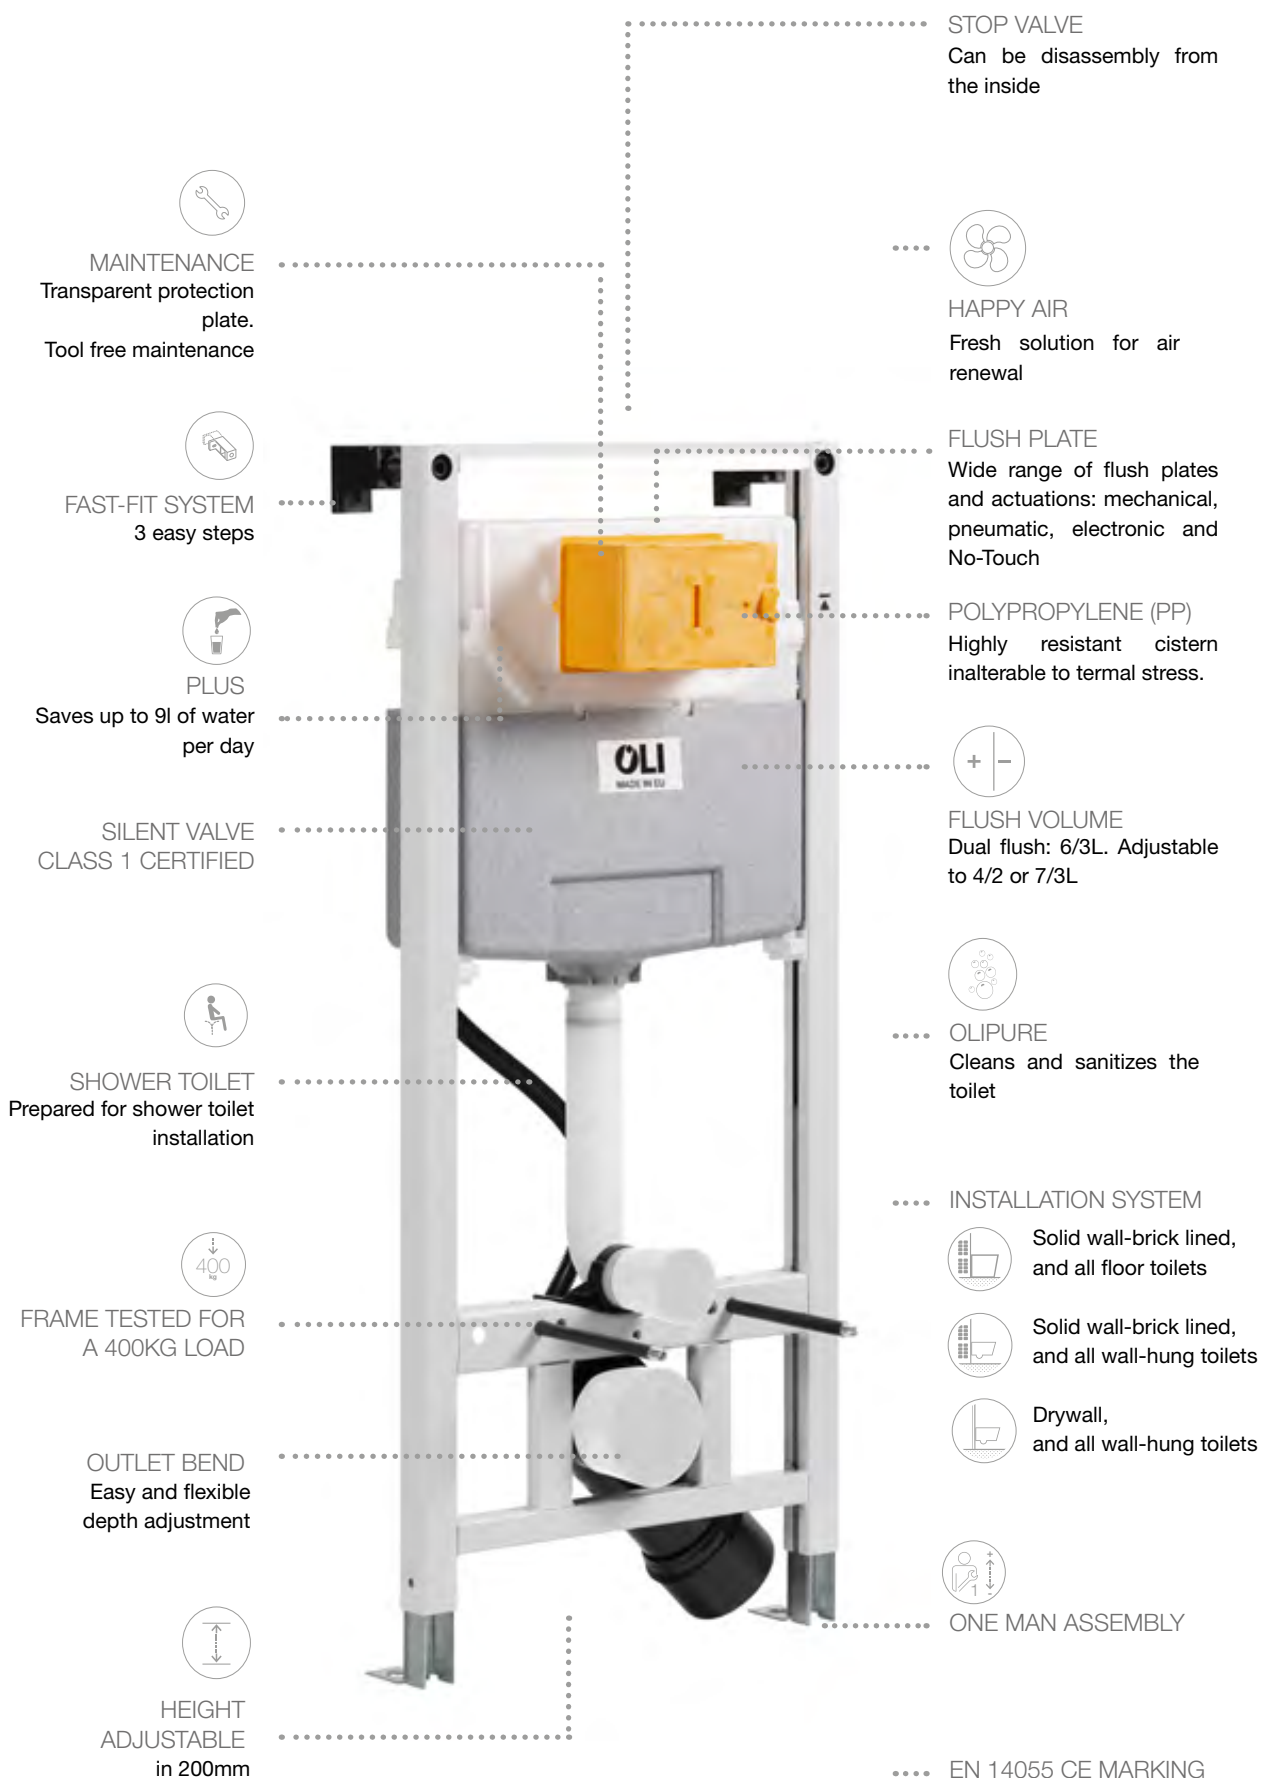 STOP VALVE
Can be disassembly from
the inside
MAINTENANCE
Transparent protection
plate.
Tool free maintenance
HAPPY AIR
Fresh solution for air
renewal
FAST-FIT SYSTEM
3 easy steps
FLUSH PLATE
Wide range of flush plates
and actuations: mechanical,
pneumatic, electronic and
No-Touch
PLUS
Saves up to 9l of water
per day
POLYPROPYLENE (PP)
Highly resistant cistern
inalterable to termal stress.
OLI
MADE IN EU
SILENT VALVE
CLASS 1 CERTIFIED
+ -
FLUSH VOLUME
Dual flush: 6/3L. Adjustable
to 4/2 or 7/3L
SHOWER TOILET
Prepared for shower toilet
installation
OLIPURE
Cleans and sanitizes the
toilet
400
kg
FRAME TESTED FOR
A 400KG LOAD
INSTALLATION SYSTEM
Solid wall-brick lined,
and all floor toilets
Solid wall-brick lined,
and all wall-hung toilets
Drywall,
and all wall-hung toilets
OUTLET BEND
Easy and flexible
depth adjustment
+
1 -
ONE MAN ASSEMBLY
HEIGHT
ADJUSTABLE
in 200mm
EN 14055 CE MARKING